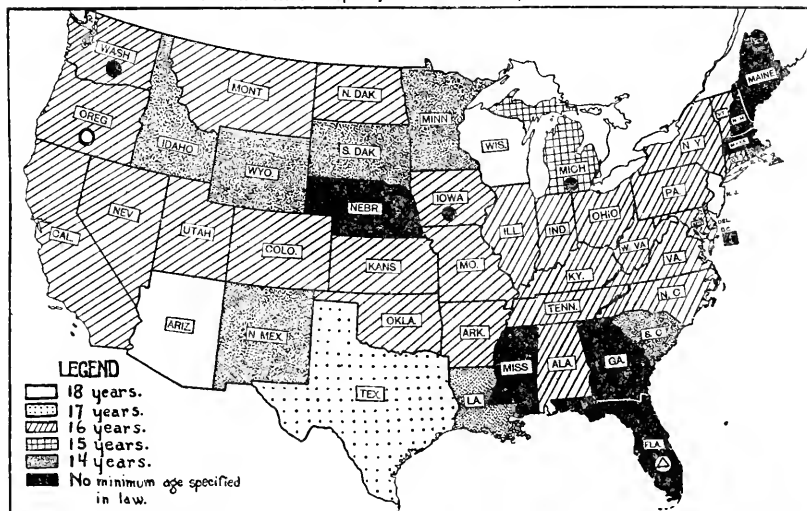 WASH
MONT
N. DAK
MINN
MAINE
OREG
IDAHO
WYO.
S. DAK
WIS.
MICH
N Y
VT.
N. H.
NEBR
IOWA
PA.
N. J.
NEV.
UTAH
COLO.
ILL
IND
OHIO
W. VA
DEL
D.C
CAL.
KANS
MO.
KY.
VA.
N. C
ARIZ.
N MEX.
OKLA.
ARK.
TENN.
S. C
TEX
LA.
MISS
ALA.
GA.
FLA.
LEGEND
18 years.
17 years.
16 years.
15 years.
14 years.
No minimum age specified
in law.